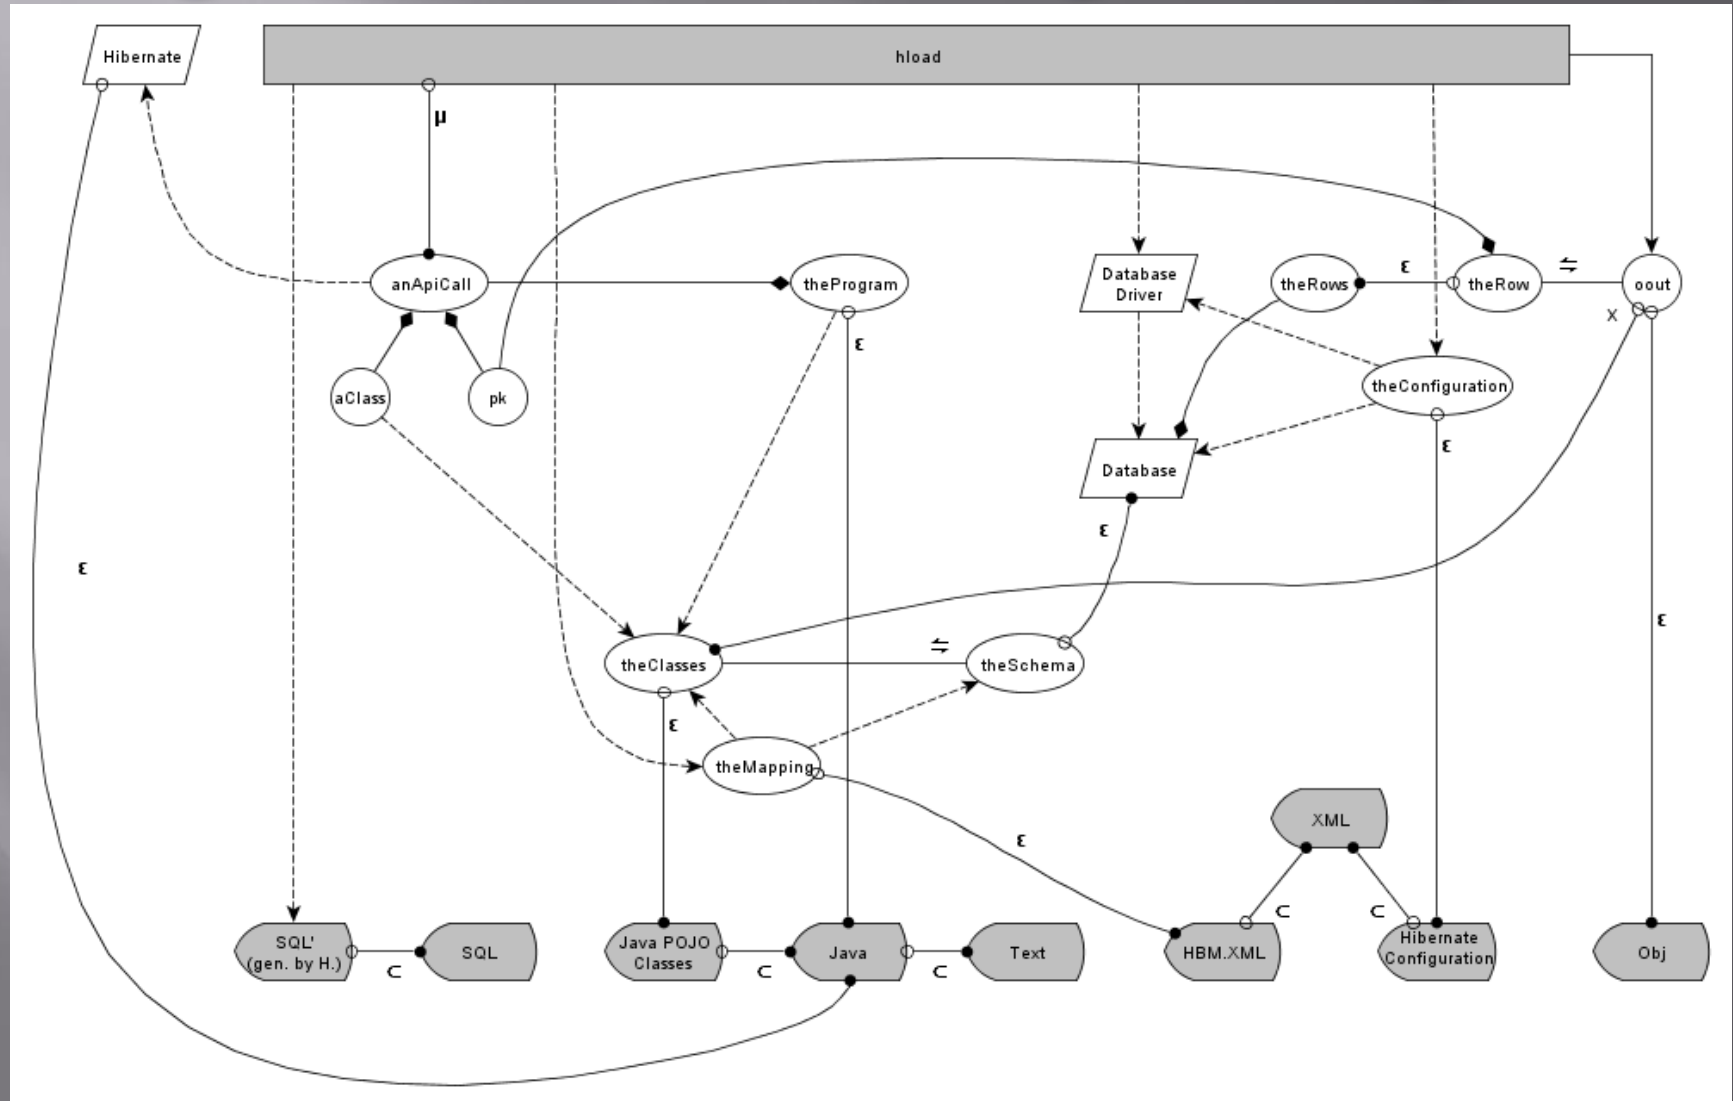 Hibernate
hload
μ
anApiCall
theProgram
Database
Driver
theRows
ε
theRow
⇋
oout
x
ε
aClass
pk
theConfiguration
ε
Database
ε
ε
ε
theClasses
⇋
theSchema
ε
theMapping
ε
XML
⊂
⊂
SQL'
(gen. by H.)
⊂
SQL
Java POJO
Classes
⊂
Java
⊂
Text
HBM.XML
Hibernate
Configuration
Obj